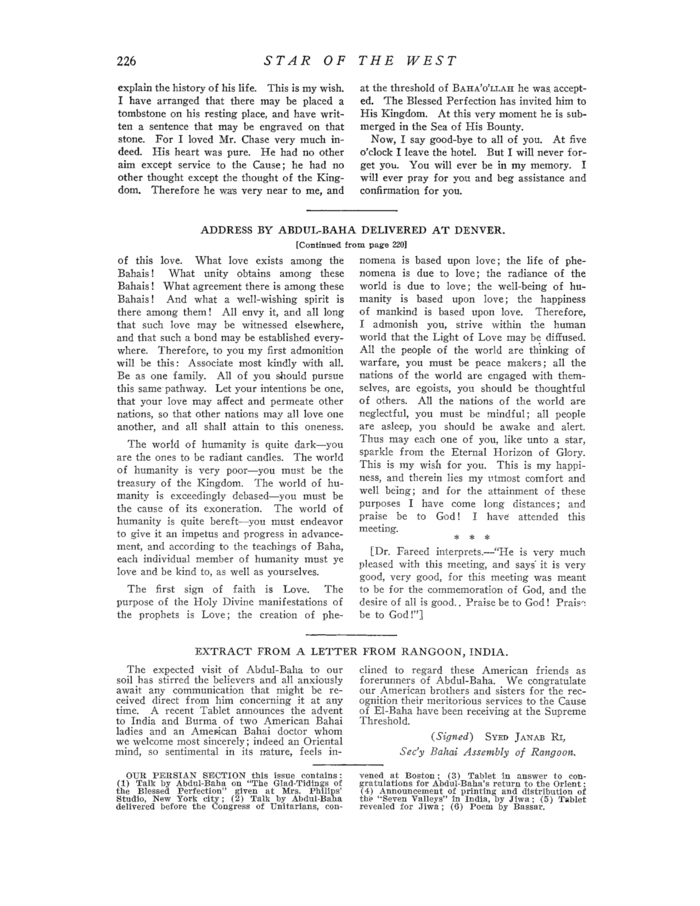 226
STAR OF THE WEST
explain the history of his life. This is my wish.
I have arranged that there may be placed a
tombstone on his resting place, and have writ-
ten a sentence that may be engraved on that
stone. For I loved Mr. Chase very much in-
deed. His heart was pure. He had no other
aim except service to the Cause; he had no
other thought except the thought of the King-
dom. Therefore he was very near to me, and
at the threshold of BAHA'O'LLAH he was accept-
ed. The Blessed Perfection has invited him to
His Kingdom. At this very moment he is sub-
merged in the Sea of His Bounty.
Now, I say good-bye to all of you. At five
o'clock I leave the hotel. But I will never for-
get you. You will ever be in my memory. I
will ever pray for you and beg assistance and
confirmation for you.
ADDRESS BY ABDUL-BAHA DELIVERED AT DENVER.
[Continued from page 220]
of this love. What love exists among the
Bahais! What unity obtains among these
Bahais! What agreement there is among these
Bahais! And what a well-wishing spirit is
there among them! All envy it, and all long
that such love may be witnessed elsewhere,
and that such a bond may be established every-
where. Therefore, to you my first admonition
will be this: Associate most kindly with all.
Be as one family. All of you should pursue
this same pathway. Let your intentions be one,
that your love may affect and permeate other
nations, so that other nations may all love one
another, and all shall attain to this oneness.
The world of humanity is quite dark—you
are the ones to be radiant candles. The world
of humanity is very poor—you must be the
treasury of the Kingdom. The world of hu-
manity is exceedingly debased—you must be
the cause of its exoneration. The world of
humanity is quite bereft—you must endeavor
to give it an impetus and progress in advance-
ment, and according to the teachings of Baha,
each individual member of humanity must ye
love and be kind to, as well as yourselves.
The first sign of faith is Love. The
purpose of the Holy Divine manifestations of
the prophets is Love; the creation of phe-
nomena is based upon love; the life of phe-
nomena is due to love; the radiance of the
world is due to love; the well-being of hu-
manity is based upon love; the happiness
of mankind is based upon love. Therefore,
I admonish you, strive within the human
world that the Light of Love may be diffused.
All the people of the world are thinking of
warfare, you must be peace makers; all the
nations of the world are engaged with them-
selves, are egoists, you should be thoughtful
of others. All the nations of the world are
neglectful, you must be mindful; all people
are asleep, you should be awake and alert.
Thus may each one of you, like unto a star,
sparkle from the Eternal Horizon of Glory.
This is my wish for you. This is my happi-
ness, and therein lies my utmost comfort and
well being; and for the attainment of these
purposes I have come long distances; and
praise be to God! I have attended this
meeting.
* * *
[Dr. Fareed interprets.—"He is very much
pleased with this meeting, and says it is very
good, very good, for this meeting was meant
to be for the commemoration of God, and the
desire of all is good.. Praise be to God! Praise
be to God!"]
EXTRACT FROM A LETTER FROM RANGOON, INDIA.
The expected visit of Abdul-Baha to our
soil has stirred the believers and all anxiously
await any communication that might be re-
ceived direct from him concerning it at any
time. A recent Tablet announces the advent
to India and Burma of two American Bahai
ladies and an American Bahai doctor whom
we welcome most sincerely; indeed an Oriental
mind, so sentimental in its nature, feels in-
clined to regard these American friends as
forerunners of Abdul-Baha. We congratulate
our American brothers and sisters for the rec-
ognition their meritorious services to the Cause
of El-Baha have been receiving at the Supreme
Threshold.
(Signed) SYED JANAB RI,
Sec'y Bahai Assembly of Rangoon.
OUR PERSIAN SECTION this issue contains:
(1) Talk by Abdul-Baha on "The Glad-Tidings of
the Blessed Perfection" given at Mrs. Philips'
Studio, New York city; (2) Talk by Abdul-Baha
delivered before the Congress of Unitarians, con-
vened at Boston; (3) Tablet in answer to con-
gratulations for Abdul-Baha's return to the Orient;
(4) Announcement of printing and distribution of
the "Seven Valleys" in India, by Jiwa; (5) Tablet
revealed for Jiwa; (6) Poem by Bassar.